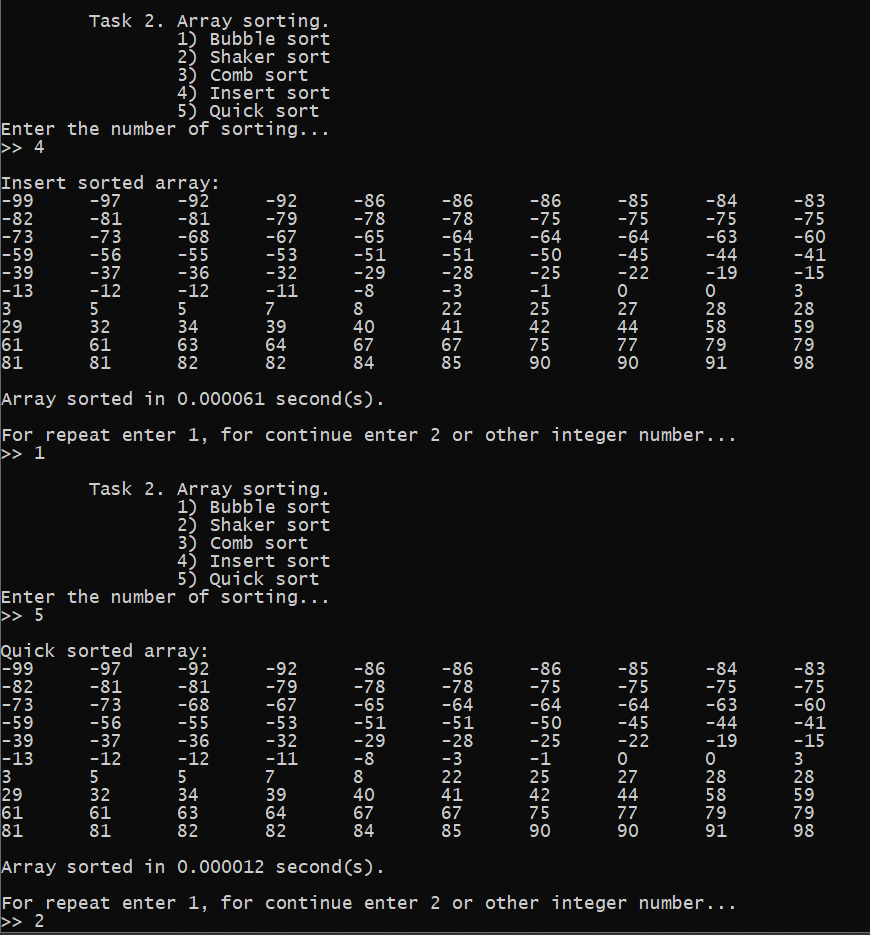 Task 2. Array sorting.
1) Bubble sort
2) Shaker sort
3) Comb sort
4) Insert sort
5) Quick sort
Enter the number of sorting...
>> 4
Insert sorted array:
-99 -97 -92 -92 -86 -86 -86 -85 -84 -83
-82 -81 -81 -79 -78 -78 -75 -75 -75 -75
-73 -73 -68 -67 -65 -64 -64 -64 -63 -60
-59 -56 -55 -53 -51 -51 -50 -45 -44 -41
-39 -37 -36 -32 -29 -28 -25 -22 -19 -15
-13 -12 -12 -11 -8 -3 -1 0 0 3
3 5 5 7 8 22 25 27 28 28
29 32 34 39 40 41 42 44 58 59
61 61 63 64 67 67 75 77 79 79
81 81 82 82 84 85 90 90 91 98
Array sorted in 0.000061 second(s).
For repeat enter 1, for continue enter 2 or other integer number...
>> 1
Task 2. Array sorting.
1) Bubble sort
2) Shaker sort
3) Comb sort
4) Insert sort
5) Quick sort
Enter the number of sorting...
>> 5
Quick sorted array:
-99 -97 -92 -92 -86 -86 -86 -85 -84 -83
-82 -81 -81 -79 -78 -78 -75 -75 -75 -75
-73 -73 -68 -67 -65 -64 -64 -64 -63 -60
-59 -56 -55 -53 -51 -51 -50 -45 -44 -41
-39 -37 -36 -32 -29 -28 -25 -22 -19 -15
-13 -12 -12 -11 -8 -3 -1 0 0 3
3 5 5 7 8 22 25 27 28 28
29 32 34 39 40 41 42 44 58 59
61 61 63 64 67 67 75 77 79 79
81 81 82 82 84 85 90 90 91 98
Array sorted in 0.000012 second(s).
For repeat enter 1, for continue enter 2 or other integer number...
>> 2